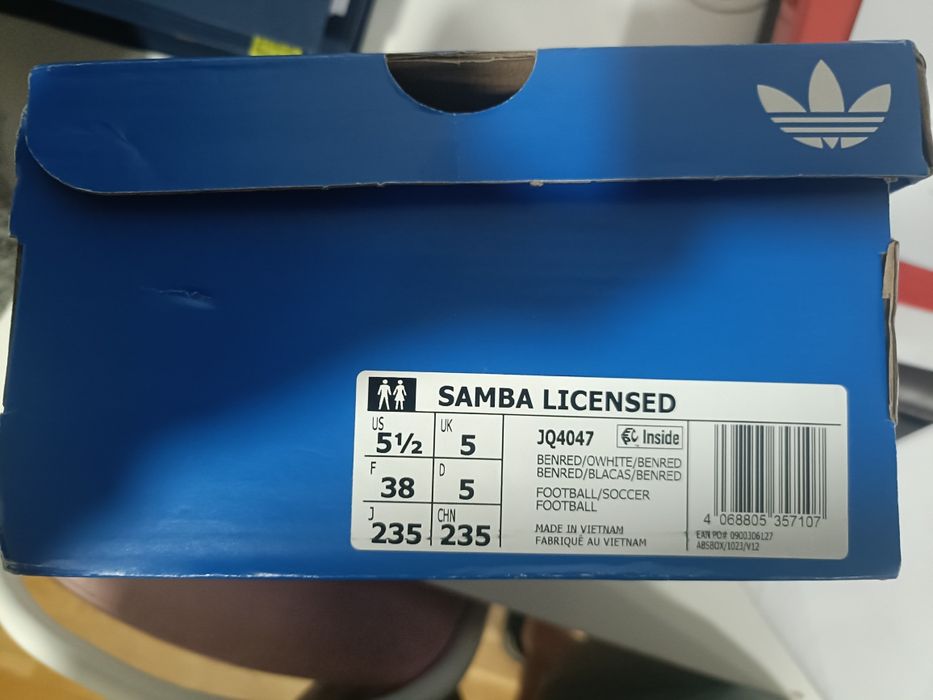 SAMBA LICENSED
US
5½
UK
5
F
38
D
5
J
235
CHN
235
JQ4047
Inside
BENRED/OWHITE/BENRED
BENRED/BLACAS/BENRED
FOOTBALL/SOCCER
FOOTBALL
MADE IN VIETNAM
FABRIQUÉ AU VIETNAM
4 068805 357107
EAN PO# 0900306127
ABSBOX/1023/V12